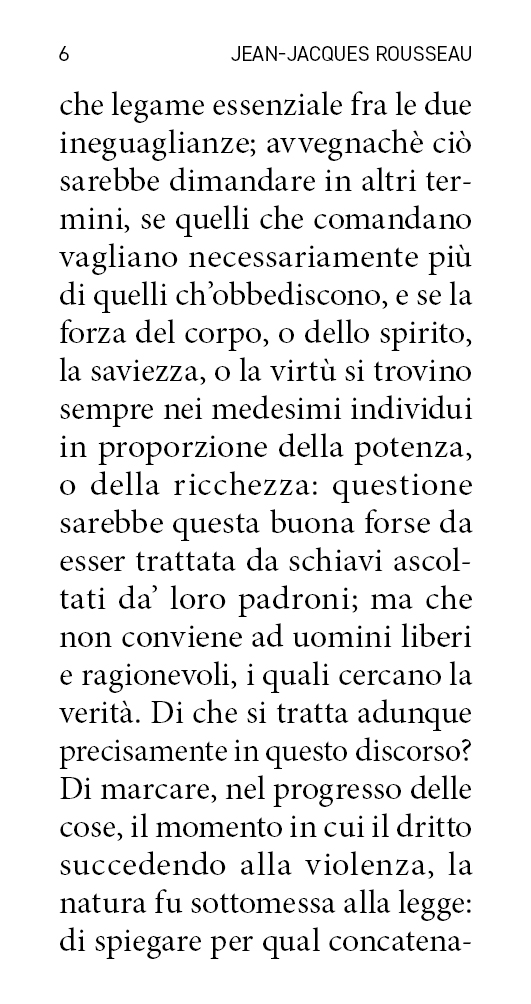 6 JEAN-JACQUES ROUSSEAU
che legame essenziale fra le due
ineguaglianze; avvegnachè ciò
sarebbe dimandare in altri ter-
mini, se quelli che comandano
vagliano necessariamente più
di quelli ch’obbediscono, e se la
forza del corpo, o dello spirito,
la saviezza, o la virtù si trovino
sempre nei medesimi individui
in proporzione della potenza,
o della ricchezza: questione
sarebbe questa buona forse da
esser trattata da schiavi ascol-
tati da’ loro padroni; ma che
non conviene ad uomini liberi
e ragionevoli, i quali cercano la
verità. Di che si tratta adunque
precisamente in questo discorso?
Di marcare, nel progresso delle
cose, il momento in cui il dritto
succedendo alla violenza, la
natura fu sottomessa alla legge:
di spiegare per qual concatena-